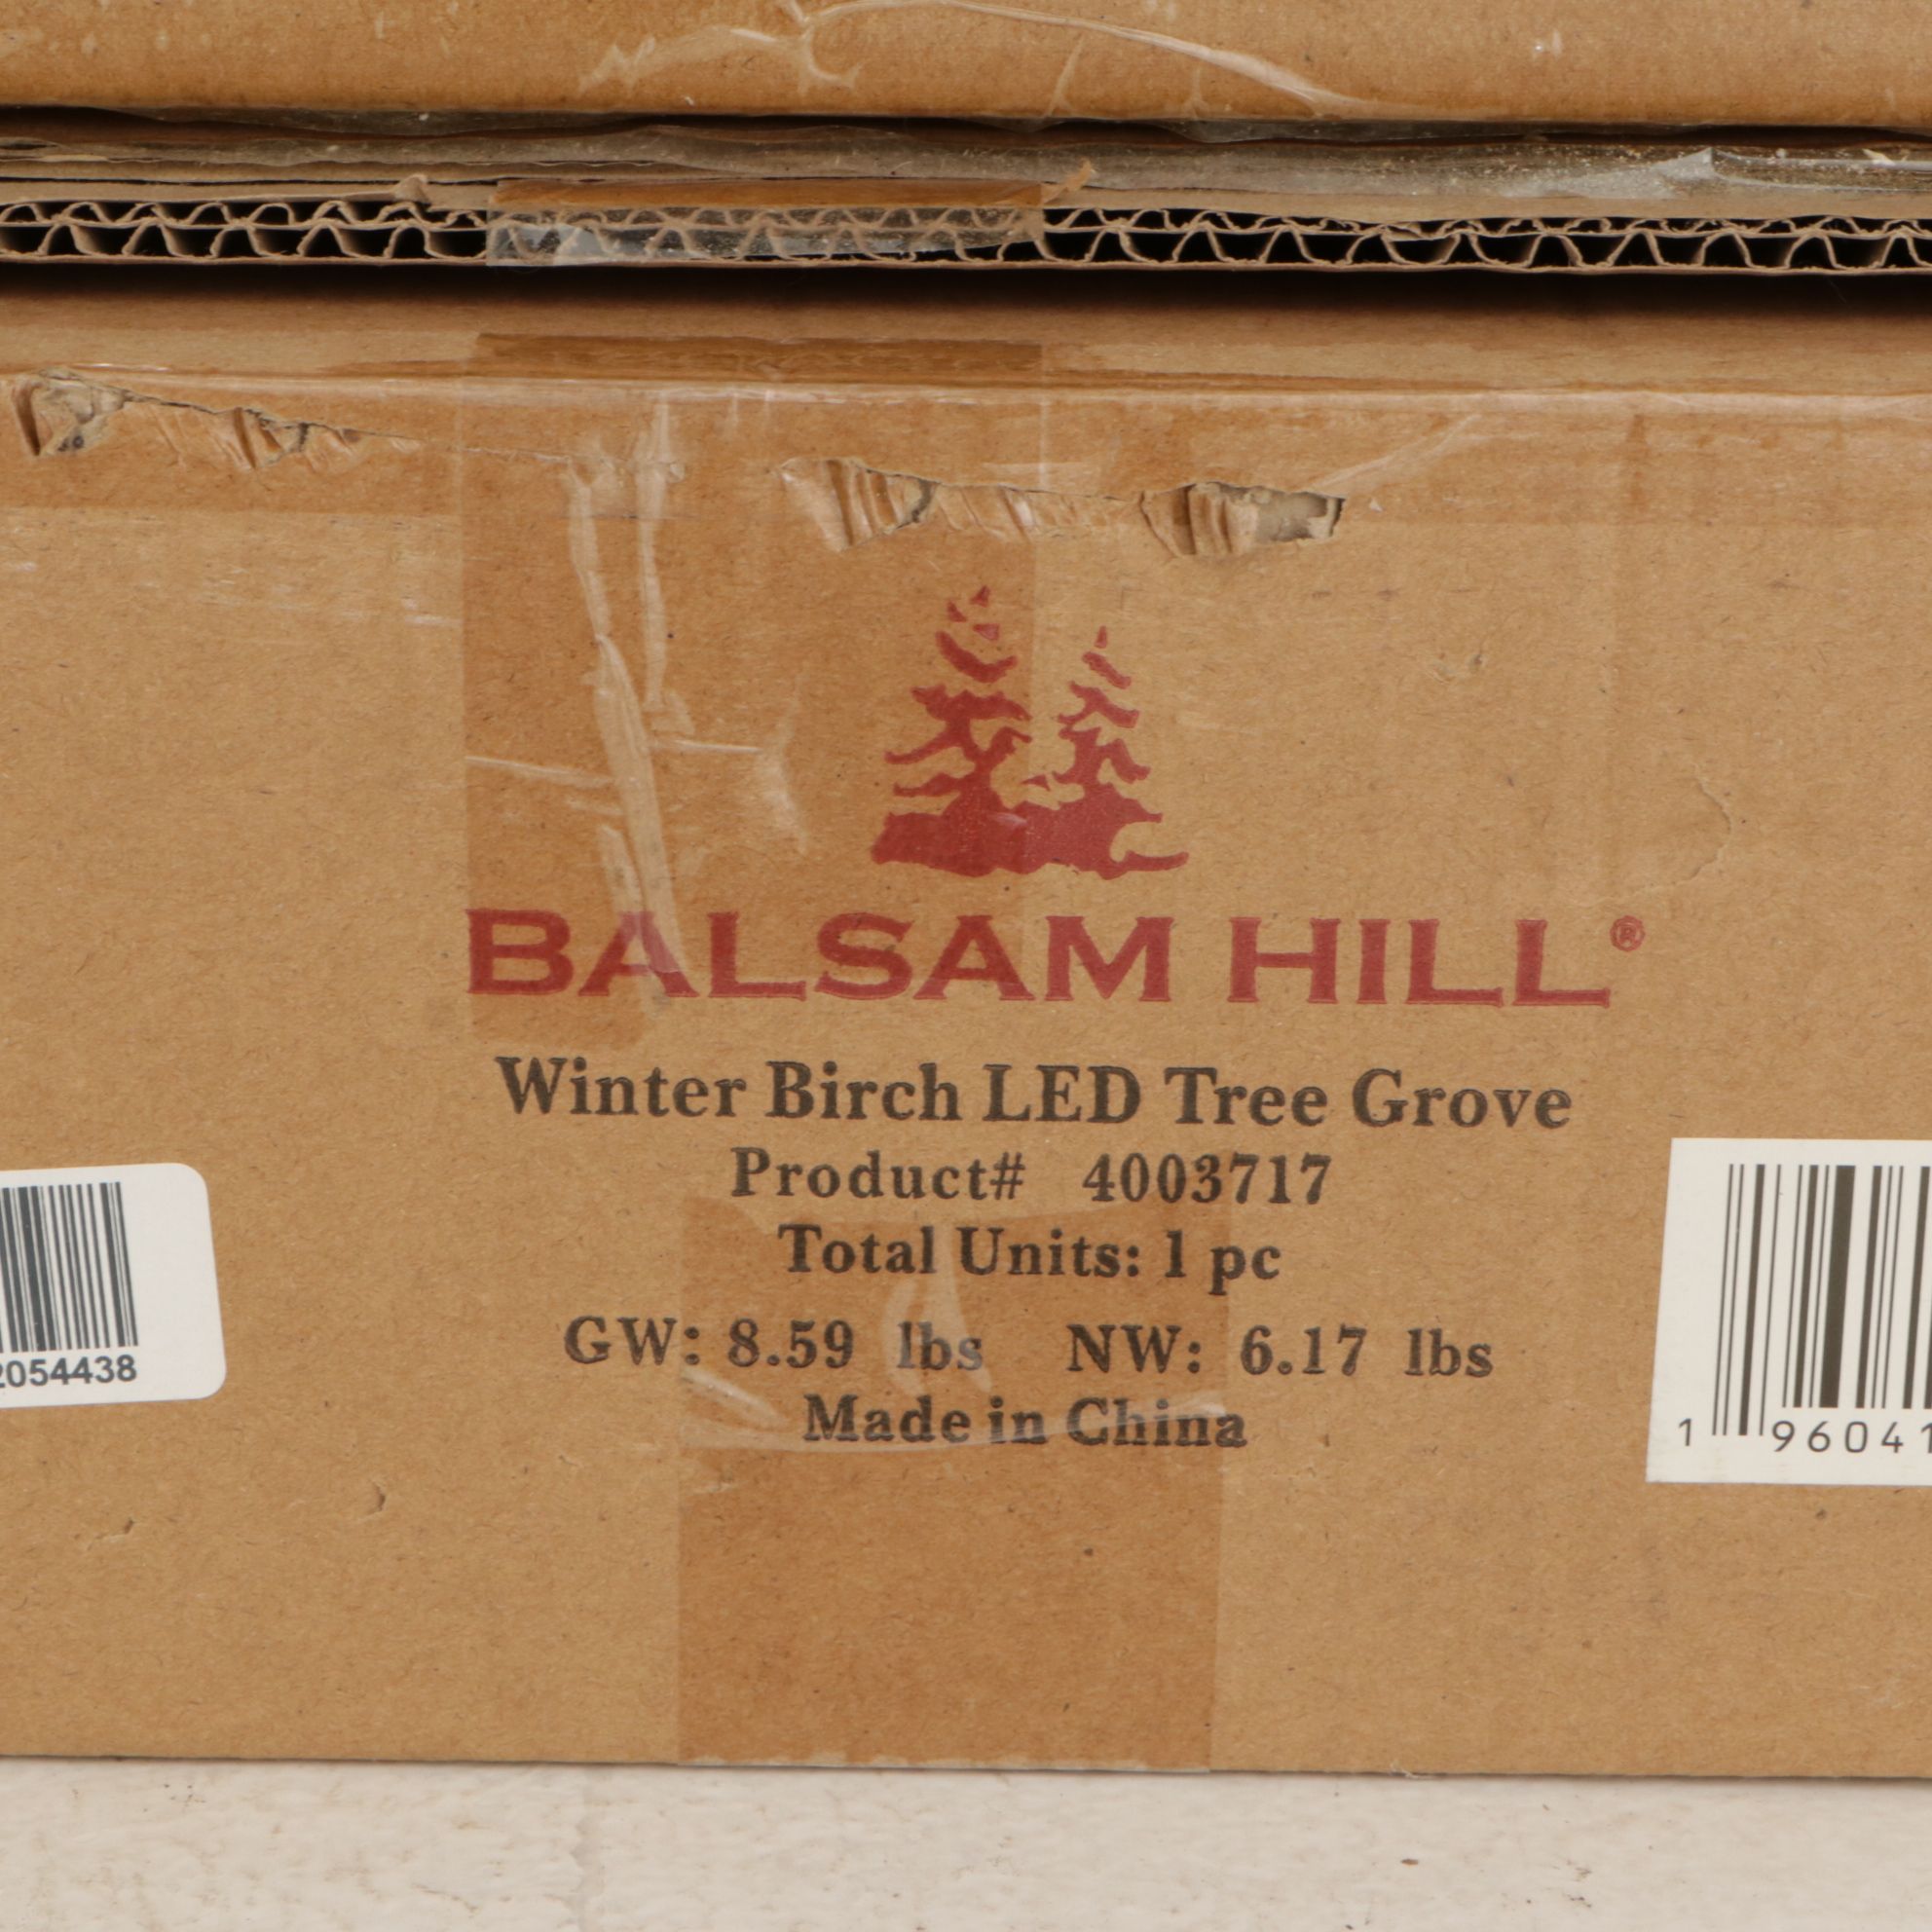 BALSAM HILL®
Winter Birch LED Tree Grove
Product# 4003717
Total Units: 1 pc
GW: 8.59 lbs NW: 6.17 lbs
Made in China
2054438
1 96041